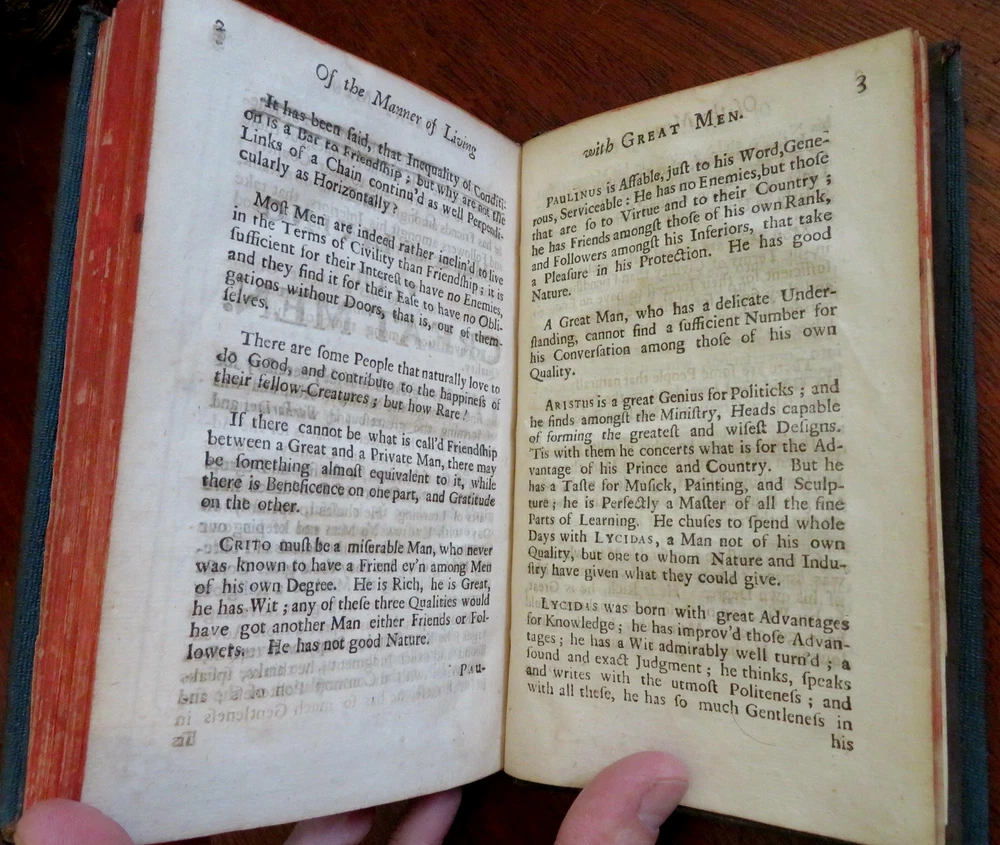 2
Of the Manner of Living
It has been ſaid, that Inequality of Conditi-
on is a Bar to Friendſhip; but why are not the
Links of a Chain continu'd as well Perpendi-
cularly as Horizontally?
Moſt Men are indeed rather inclin'd to live
in the Terms of Civility than Friendſhip; it is
ſufficient for their Intereſt to have no Enemies,
and they find it for their Eaſe to have no Obli-
gations without Doors, that is, out of them-
ſelves.
There are ſome People that naturally love to
do Good, and contribute to the happineſs of
their fellow-Creatures; but how Rare!
If there cannot be what is call'd Friendſhip
between a Great and a Private Man, there may
be ſomething almoſt equivalent to it, while
there is Beneficence on one part, and Gratitude
on the other.
CRITO muſt be a miſerable Man, who never
was known to have a Friend ev'n among Men
of his own Degree. He is Rich, he is Great,
he has Wit; any of theſe three Qualities would
have got another Man either Friends or Fol-
lowers. He has not good Nature.
PAU-
3
with GREAT MEN.
PAULINUS is Affable, juſt to his Word, Gene-
rous, Serviceable: He has no Enemies, but thoſe
that are ſo to Virtue and to their Country;
he has Friends amongſt thoſe of his own Rank,
and Followers amongſt his Inferiors, that take
a Pleaſure in his Protection. He has good
Nature.
A Great Man, who has a delicate Under-
ſtanding, cannot find a ſufficient Number for
his Converſation among thoſe of his own
Quality.
ARISTUS is a great Genius for Politicks; and
he finds amongſt the Miniſtry, Heads capable
of forming the greateſt and wiſeſt Deſigns.
'Tis with them he concerts what is for the Ad-
vantage of his Prince and Country. But he
has a Taſte for Muſick, Painting, and Sculp-
ture; he is Perfectly a Maſter of all the fine
Parts of Learning. He chuſes to ſpend whole
Days with LYCIDAS, a Man not of his own
Quality, but one to whom Nature and Indu-
ſtry have given what they could give.
LYCIDAS was born with great Advantages
for Knowledge; he has improv'd thoſe Advan-
tages; he has a Wit admirably well turn'd; a
ſound and exact Judgment; he thinks, ſpeaks
and writes with the utmoſt Politeneſs; and
with all theſe, he has ſo much Gentleneſs in
his